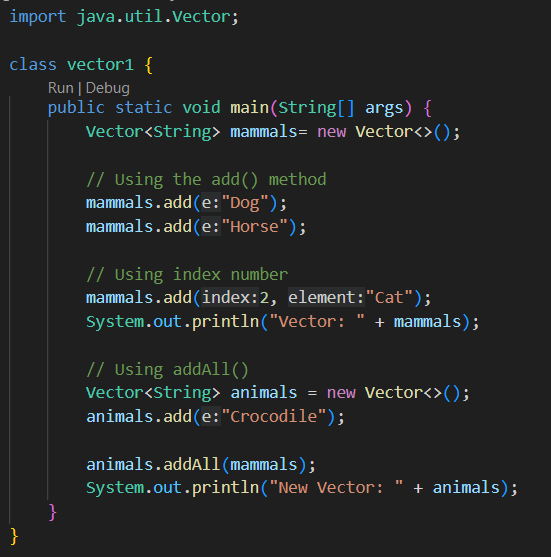 import java.util.Vector;
class vector1 {
Run | Debug
public static void main(String[] args) {
Vector<String> mammals= new Vector<>();
// Using the add() method
mammals.add(e:"Dog");
mammals.add(e:"Horse");
// Using index number
mammals.add(index:2, element:"Cat");
System.out.println("Vector: " + mammals);
// Using addAll()
Vector<String> animals = new Vector<>();
animals.add(e:"Crocodile");
animals.addAll(mammals);
System.out.println("New Vector: " + animals);
}
}